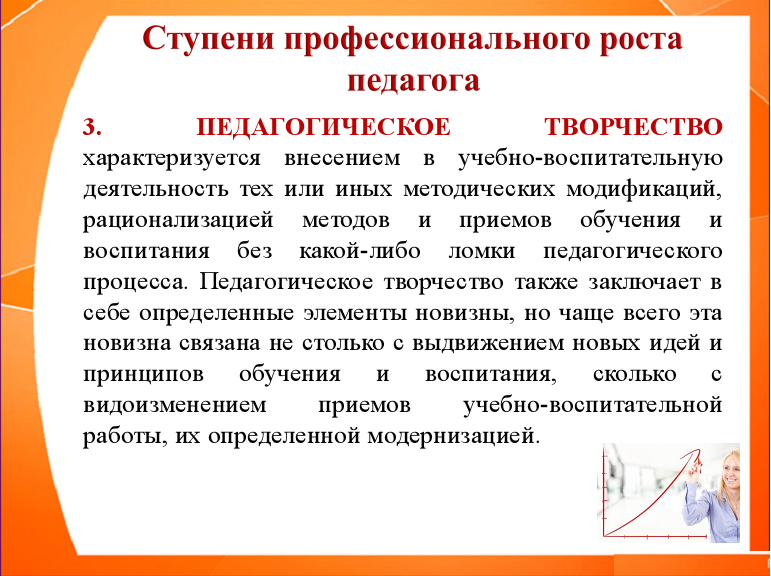 Ступени профессионального роста
педагога
3. ПЕДАГОГИЧЕСКОЕ ТВОРЧЕСТВО
характеризуется внесением в учебно-воспитательную
деятельность тех или иных методических модификаций,
рационализацией методов и приемов обучения и
воспитания без какой-либо ломки педагогического
процесса. Педагогическое творчество также заключает в
себе определенные элементы новизны, но чаще всего эта
новизна связана не столько с выдвижением новых идей и
принципов обучения и воспитания, сколько с
видоизменением приемов учебно-воспитательной
работы, их определенной модернизацией.